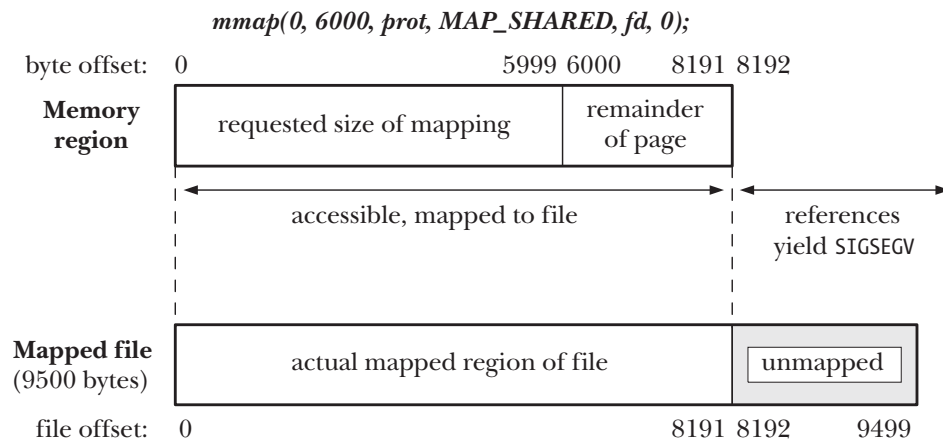 mmap(0, 6000, prot, MAP_SHARED, fd, 0);
byte offset: 0 5999 6000 8191 8192
Memory
region
requested size of mapping
remainder
of page
accessible, mapped to file
references
yield SIGSEGV
Mapped file
(9500 bytes)
actual mapped region of file
unmapped
file offset: 0 8191 8192 9499